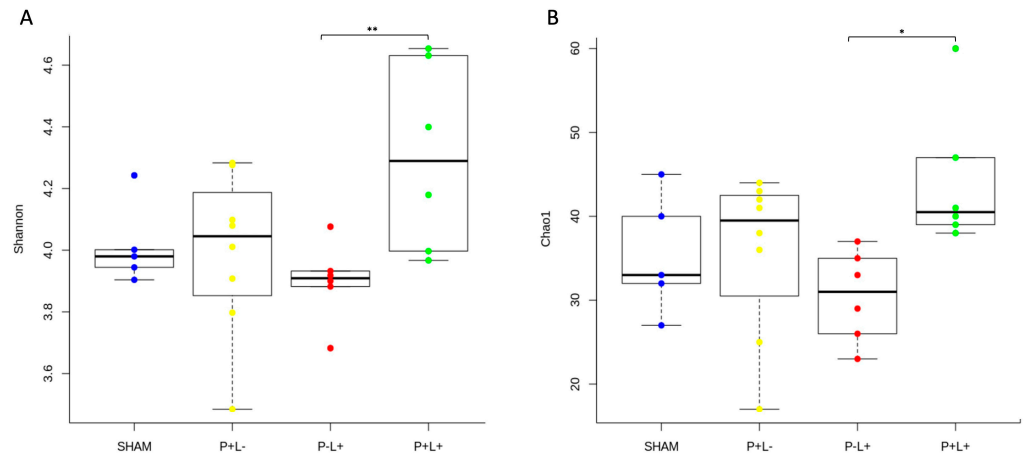 A
B
**
*
Shannon
4.6
4.4
4.2
4.0
3.8
3.6
SHAM
P+L-
P-L+
P+L+
Chao1
60
50
40
30
20
SHAM
P+L-
P-L+
P+L+